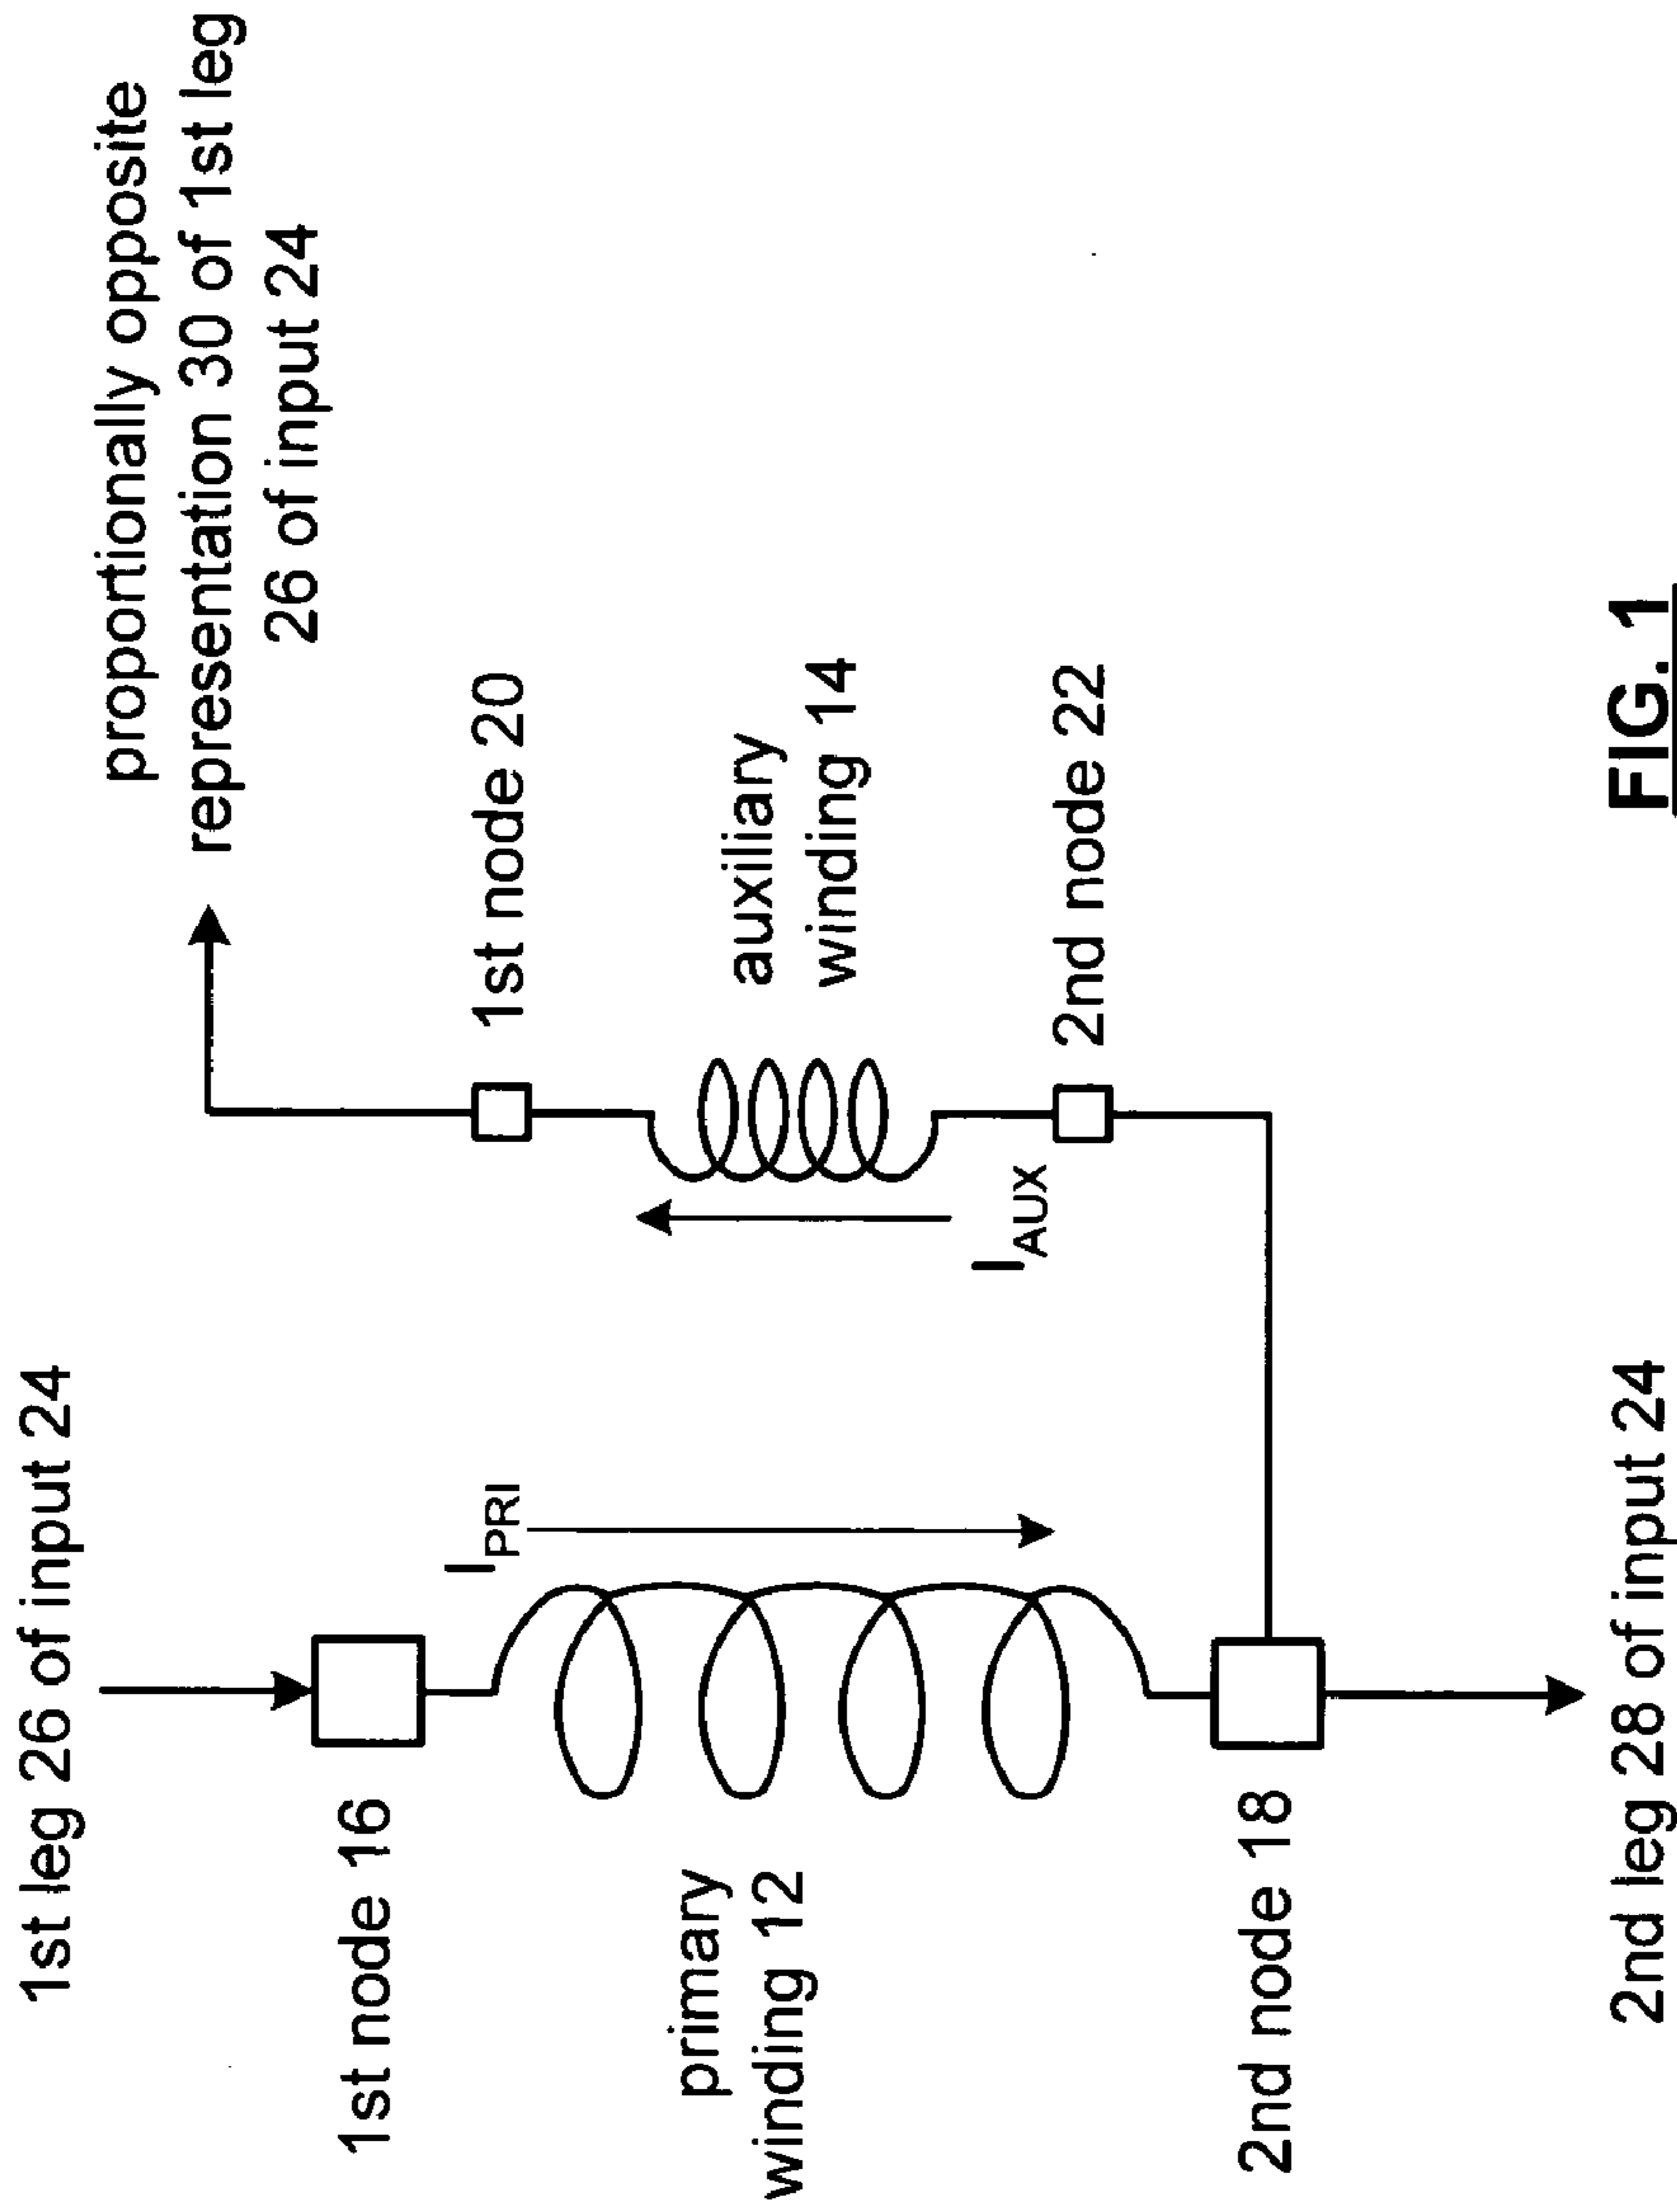 1st leg 26 of input 24
proportionally opposite
representation 30 of 1st leg
26 of input 24
1st node 16
I PRI
1st node 20
primary
winding 12
auxiliary
winding 14
I AUX
2nd node 22
2nd node 18
2nd leg 28 of input 24
FIG. 1